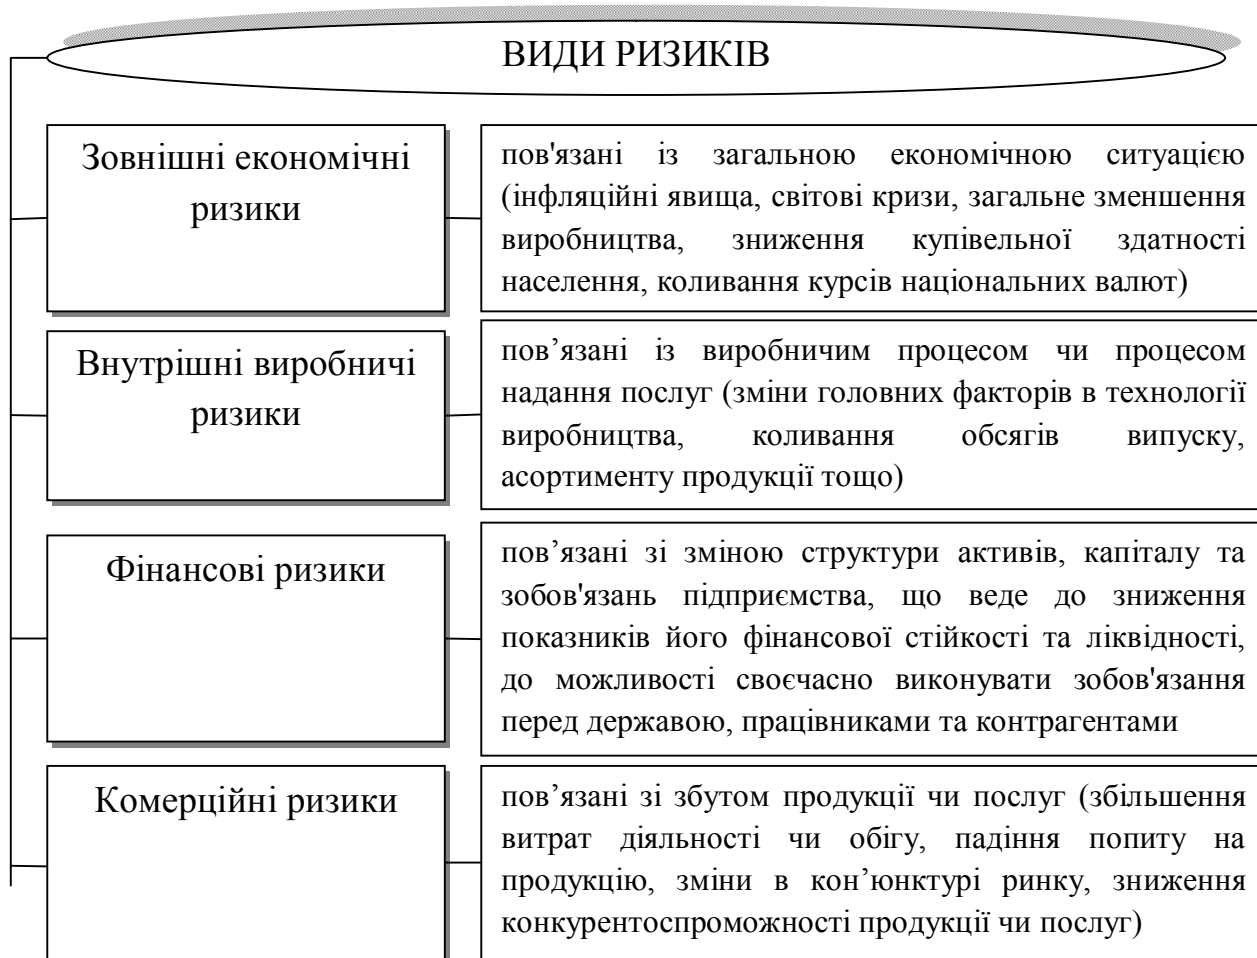 ВИДИ РИЗИКІВ
Зовнішні економічні
ризики
пов'язані із загальною економічною ситуацією
(інфляційні явища, світові кризи, загальне зменшення
виробництва, зниження купівельної здатності
населення, коливання курсів національних валют)
Внутрішні виробничі
ризики
пов’язані із виробничим процесом чи процесом
надання послуг (зміни головних факторів в технології
виробництва, коливання обсягів випуску,
асортименту продукції тощо)
Фінансові ризики
пов’язані зі зміною структури активів, капіталу та
зобов'язань підприємства, що веде до зниження
показників його фінансової стійкості та ліквідності,
до можливості своєчасно виконувати зобов'язання
перед державою, працівниками та контрагентами
Комерційні ризики
пов’язані зі збутом продукції чи послуг (збільшення
витрат діяльності чи обігу, падіння попиту на
продукцію, зміни в кон’юнктурі ринку, зниження
конкурентоспроможності продукції чи послуг)